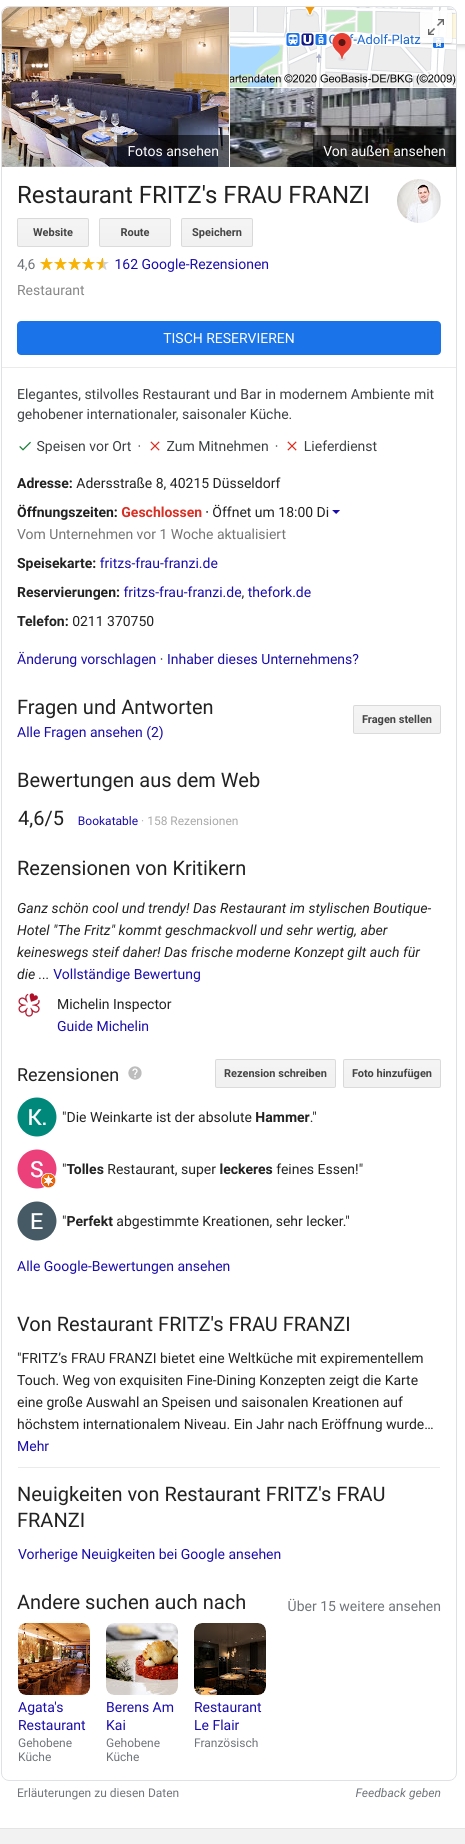 Graf-Adolf-Platz
artendaten ©2020 GeoBasis-DE/BKG (©2009)
Fotos ansehen
Von außen ansehen
Restaurant FRITZ's FRAU FRANZI
Website Route Speichern
4,6 162 Google-Rezensionen
Restaurant
TISCH RESERVIEREN
Elegantes, stilvolles Restaurant und Bar in modernem Ambiente mit
gehobener internationaler, saisonaler Küche.
Speisen vor Ort · Zum Mitnehmen · Lieferdienst
Adresse: Adersstraße 8, 40215 Düsseldorf
Öffnungszeiten: Geschlossen · Öffnet um 18:00 Di
Vom Unternehmen vor 1 Woche aktualisiert
Speisekarte: fritzs-frau-franzi.de
Reservierungen: fritzs-frau-franzi.de, thefork.de
Telefon: 0211 370750
Änderung vorschlagen · Inhaber dieses Unternehmens?
Fragen und Antworten
Fragen stellen
Alle Fragen ansehen (2)
Bewertungen aus dem Web
4,6/5 Bookatable · 158 Rezensionen
Rezensionen von Kritikern
Ganz schön cool und trendy! Das Restaurant im stylischen Boutique-
Hotel "The Fritz" kommt geschmackvoll und sehr wertig, aber
keineswegs steif daher! Das frische moderne Konzept gilt auch für
die ... Vollständige Bewertung
Michelin Inspector
Guide Michelin
Rezensionen ? Rezension schreiben Foto hinzufügen
K. "Die Weinkarte ist der absolute Hammer."
S "Tolles Restaurant, super leckeres feines Essen!"
E "Perfekt abgestimmte Kreationen, sehr lecker."
Alle Google-Bewertungen ansehen
Von Restaurant FRITZ's FRAU FRANZI
"FRITZ's FRAU FRANZI bietet eine Weltküche mit expirementellem
Touch. Weg von exquisiten Fine-Dining Konzepten zeigt die Karte
eine große Auswahl an Speisen und saisonalen Kreationen auf
höchstem internationalem Niveau. Ein Jahr nach Eröffnung wurde…
Mehr
Neuigkeiten von Restaurant FRITZ's FRAU
FRANZI
Vorherige Neuigkeiten bei Google ansehen
Andere suchen auch nach
Über 15 weitere ansehen
Agata's
Restaurant
Gehobene
Küche
Berens Am
Kai
Gehobene
Küche
Restaurant
Le Flair
Französisch
Erläuterungen zu diesen Daten
Feedback geben